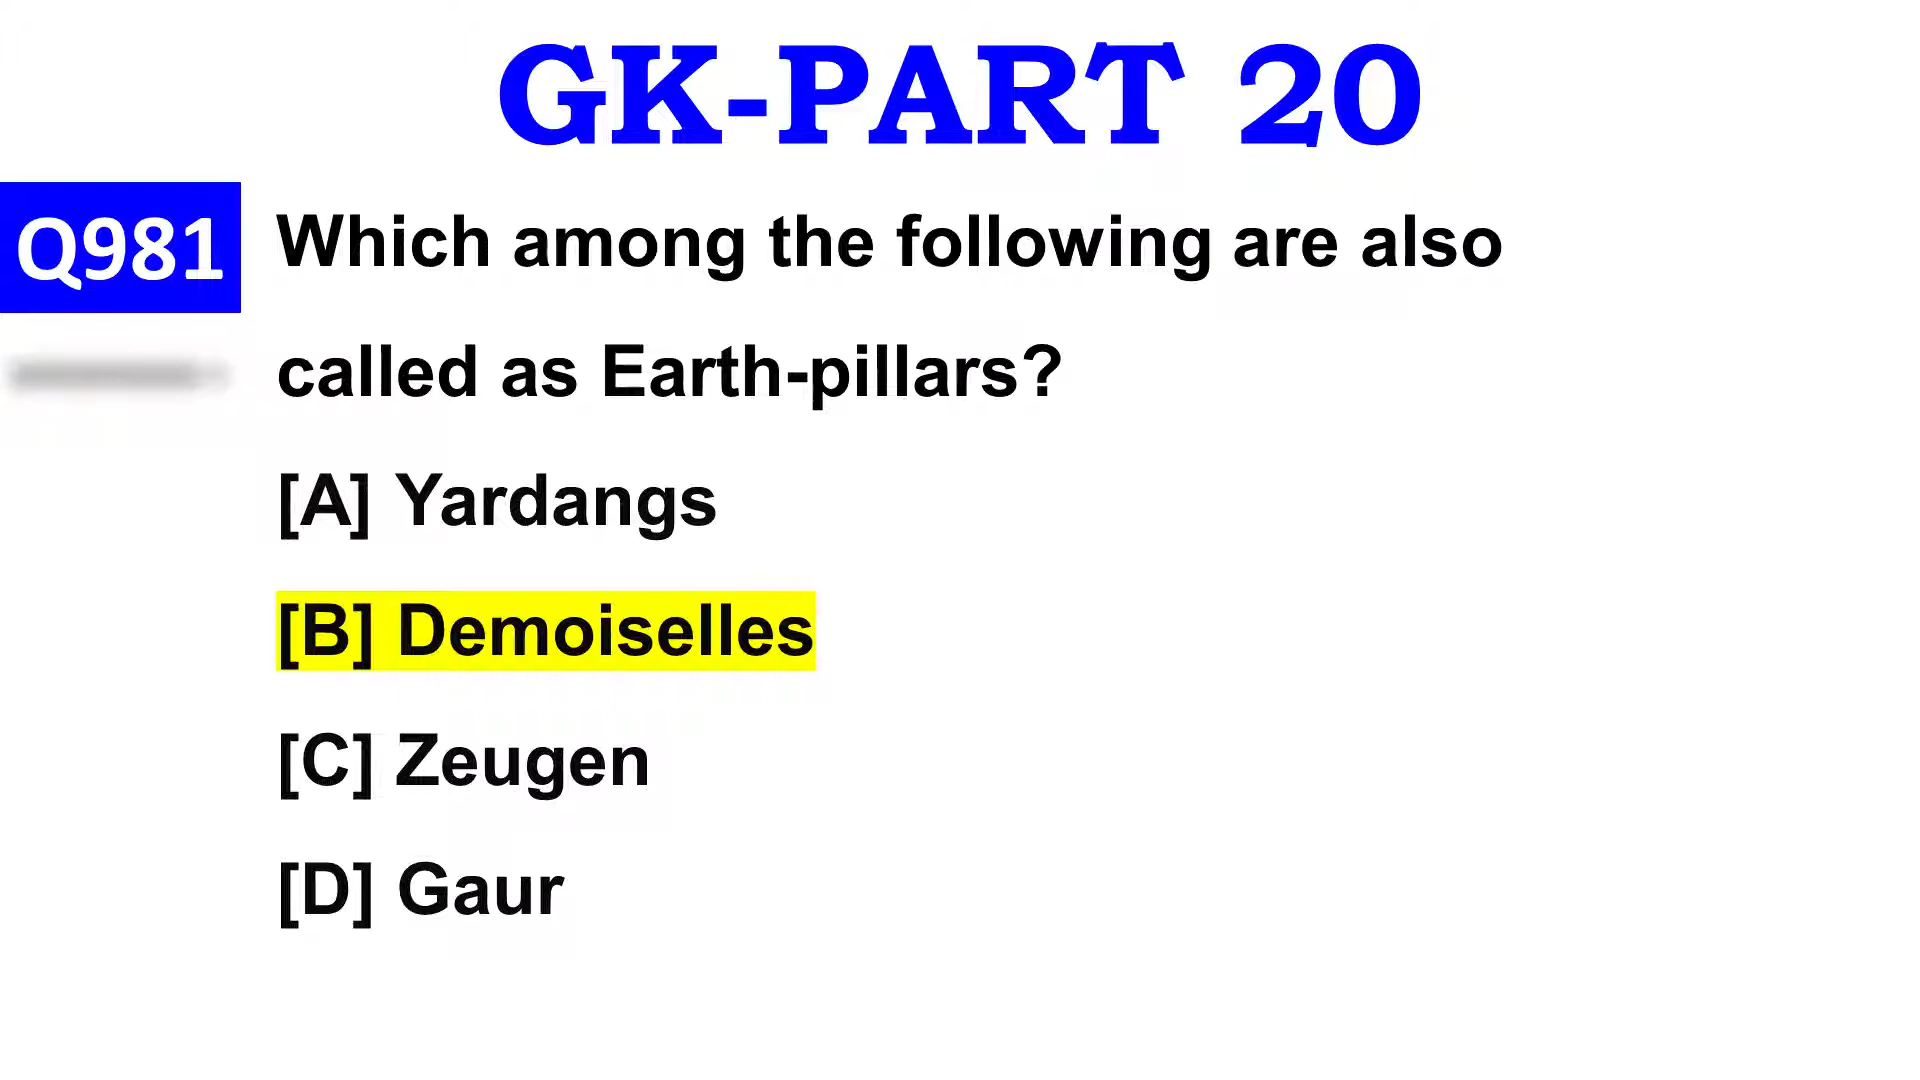 GK-PART 20
Q981 Which among the following are also
called as Earth-pillars?
[A] Yardangs
[B] Demoiselles
[C] Zeugen
[D] Gaur